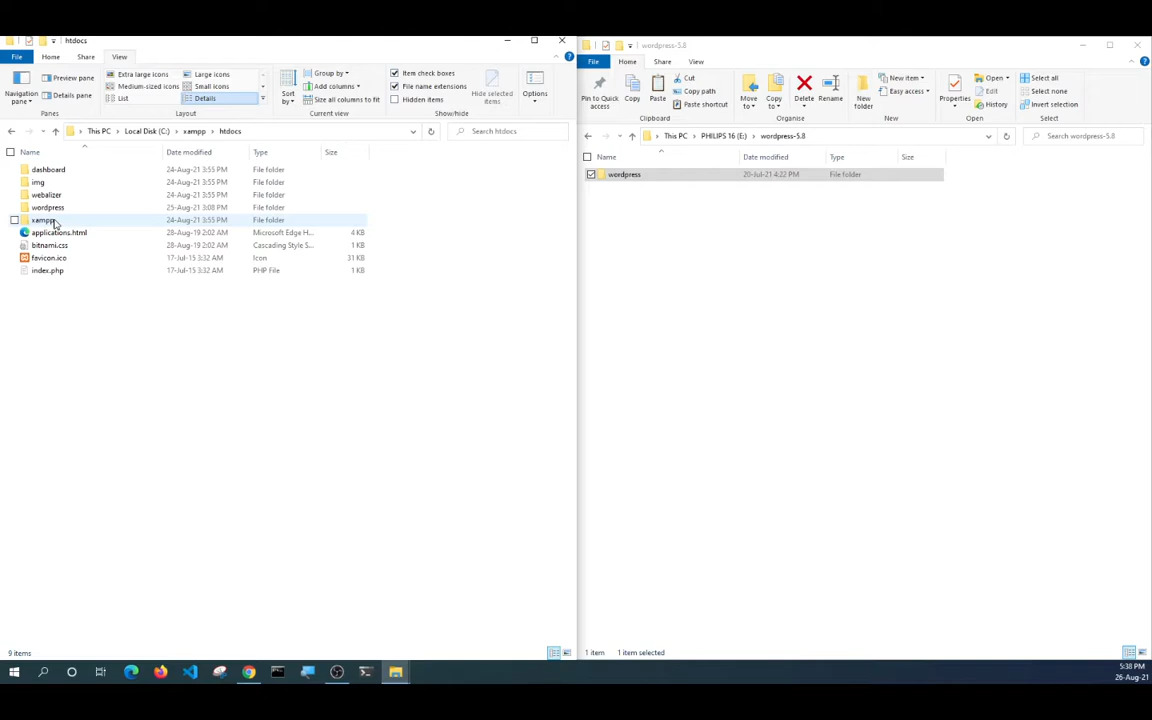 htdocs
File Home Share View
Preview pane
Details pane
Navigation pane
Panes
Extra large icons Large icons
Medium-sized icons Small icons
List Details
Layout
Sort by
Group by
Add columns
Size all columns to fit
Current view
Item check boxes
File name extensions
Hidden items
Hide selected items
Show/hide
Options
This PC Local Disk (C:) xampp htdocs
Search htdocs
Name Date modified Type Size
dashboard 24-Aug-21 3:55 PM File folder
img 24-Aug-21 3:55 PM File folder
webalizer 24-Aug-21 3:55 PM File folder
wordpress 25-Aug-21 3:08 PM File folder
xampp 24-Aug-21 3:55 PM File folder
applications.html 28-Aug-19 2:02 AM Microsoft Edge H... 4 KB
bitnami.css 28-Aug-19 2:02 AM Cascading Style S... 1 KB
favicon.ico 17-Jul-15 3:32 AM Icon 31 KB
index.php 17-Jul-15 3:32 AM PHP File 1 KB
9 items
wordpress-5.8
File Home Share View
Pin to Quick access
Copy
Paste
Cut
Copy path
Paste shortcut
Clipboard
Move to
Copy to
Delete
Rename
Organise
New folder
New item
Easy access
New
Properties
Open
Edit
History
Open
Select all
Select none
Invert selection
Select
This PC PHILIPS 16 (E:) wordpress-5.8
Search wordpress-5.8
Name Date modified Type Size
wordpress 20-Jul-21 4:22 PM File folder
1 item 1 item selected
5:38 PM
26-Aug-21